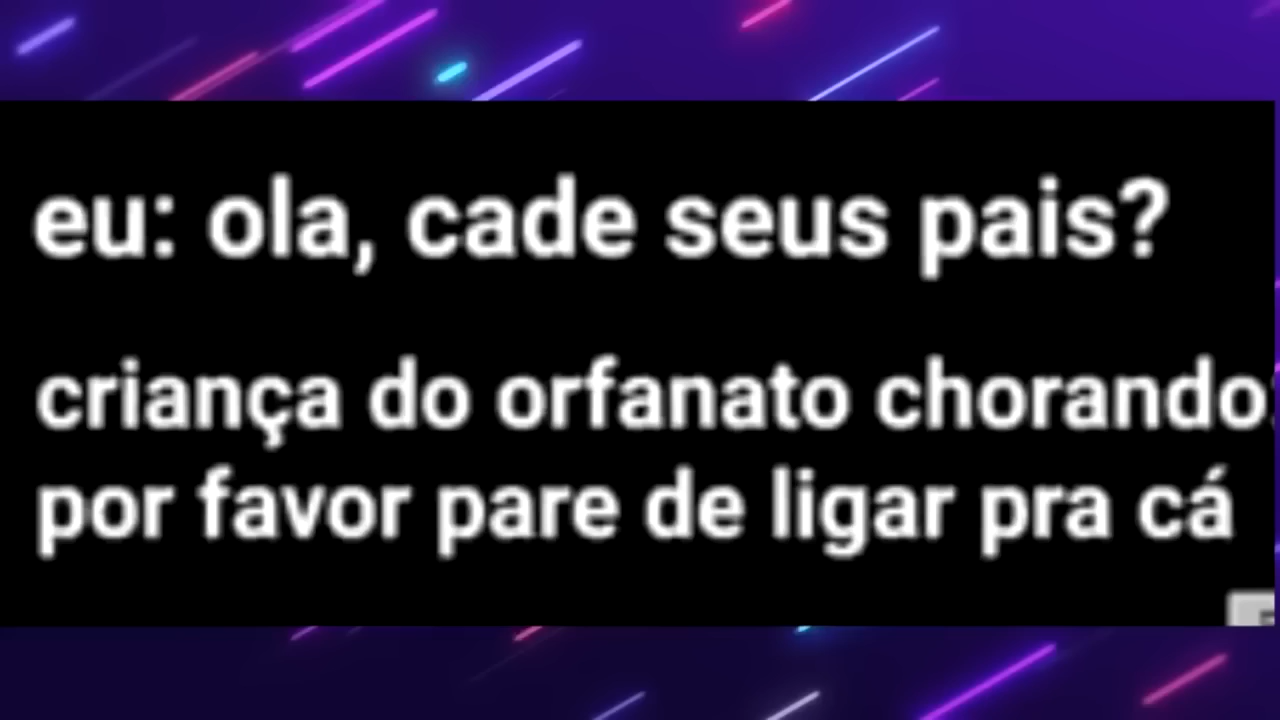 eu: ola, cade seus pais?
criança do orfanato chorando:
por favor pare de ligar pra cá